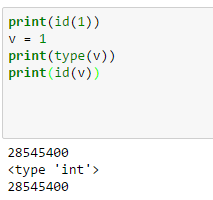 print(id(1))
v = 1
print(type(v))
print(id(v))
28545400
<type 'int'>
28545400